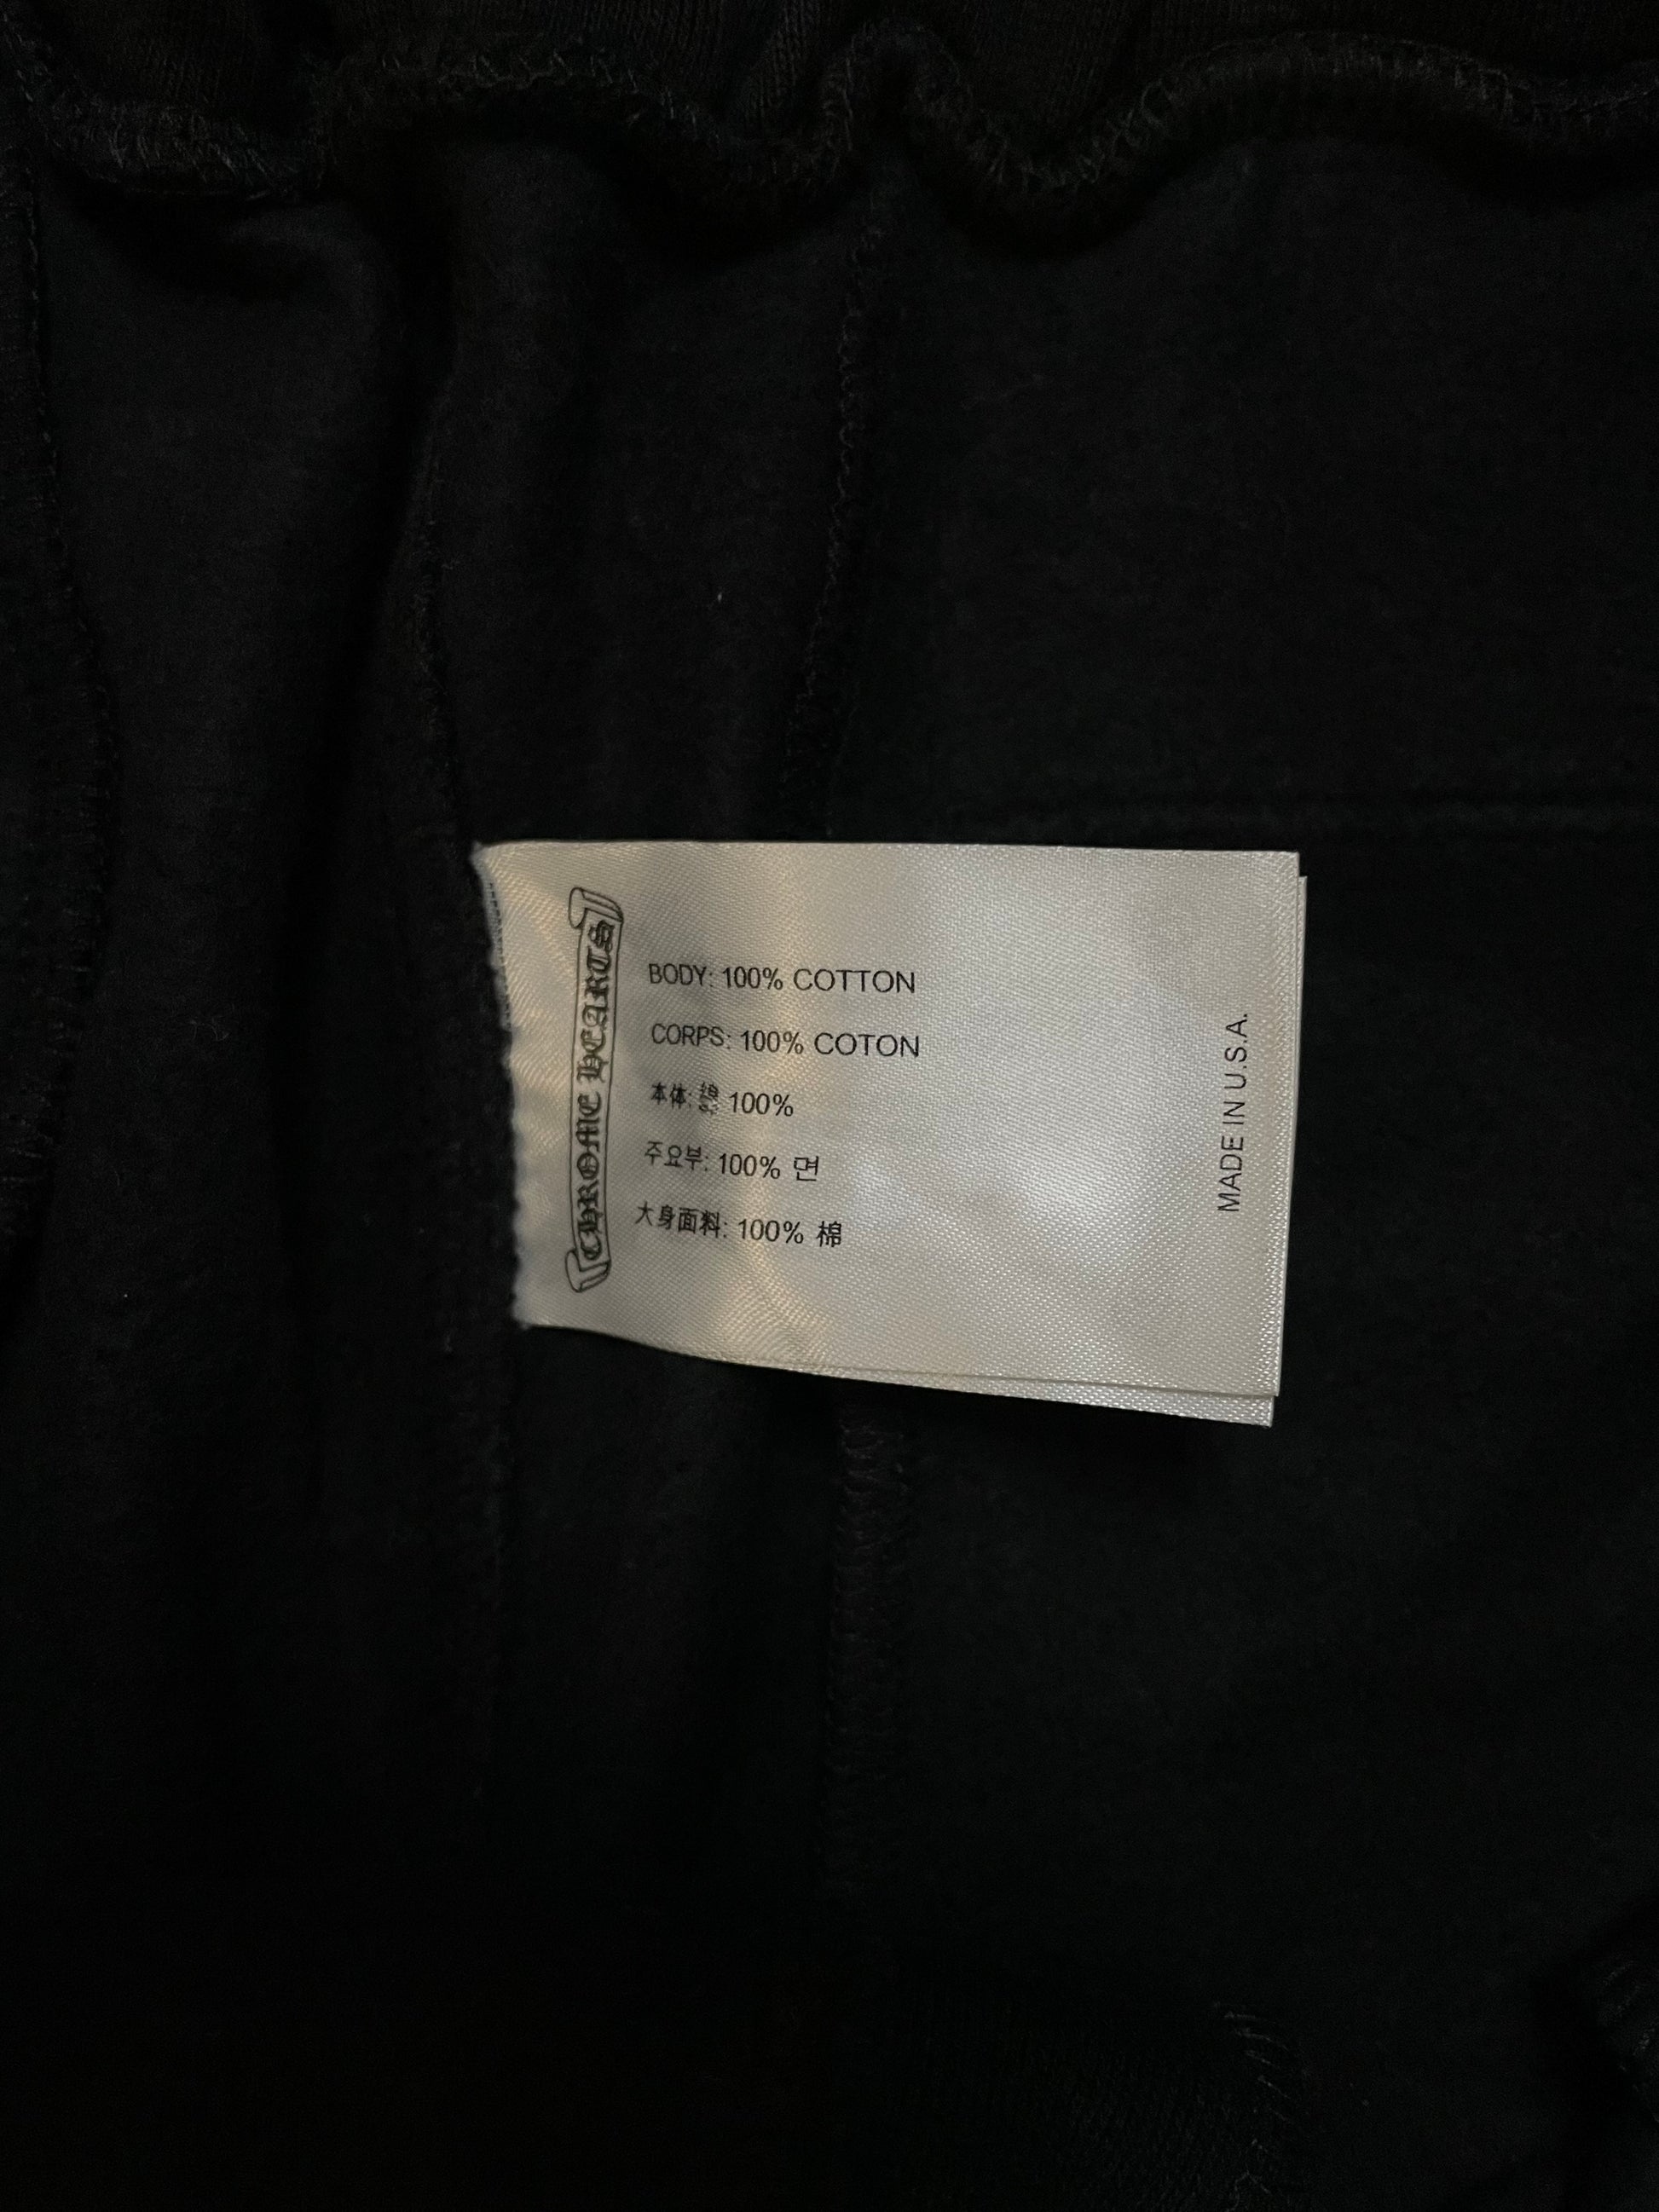 CHROME HEARTS
BODY: 100% COTTON
CORPS: 100% COTON
本体: 綿 100%
주요부: 100% 면
大身面料: 100% 棉
MADE IN U.S.A.